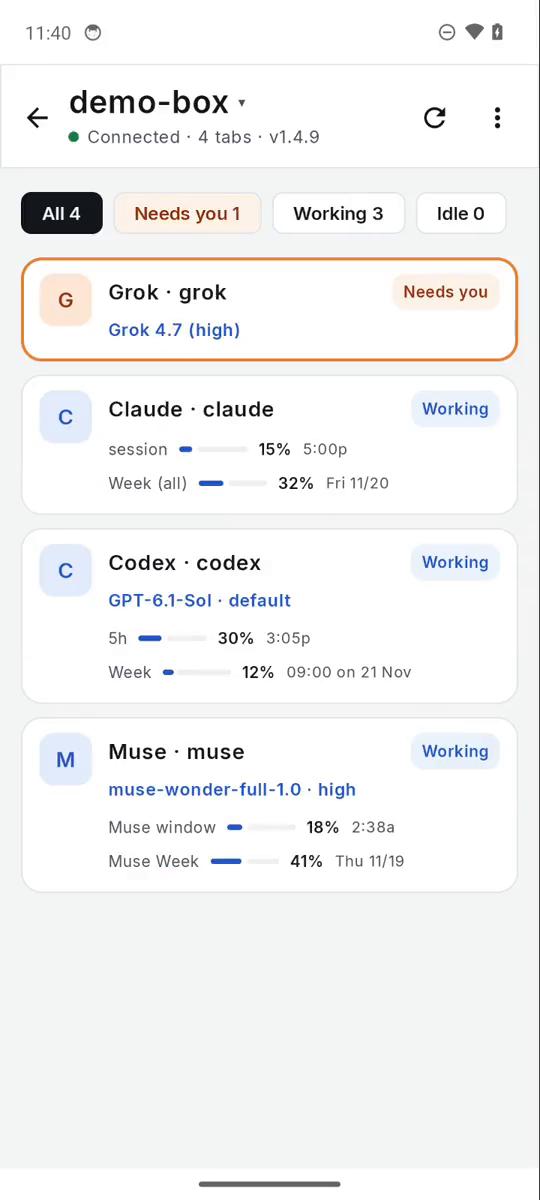 11:40
demo-box ▾
Connected · 4 tabs · v1.4.9
All 4 Needs you 1 Working 3 Idle 0
G Grok · grok Needs you
Grok 4.7 (high)
C Claude · claude Working
session 15% 5:00p
Week (all) 32% Fri 11/20
C Codex · codex Working
GPT-6.1-Sol · default
5h 30% 3:05p
Week 12% 09:00 on 21 Nov
M Muse · muse Working
muse-wonder-full-1.0 · high
Muse window 18% 2:38a
Muse Week 41% Thu 11/19